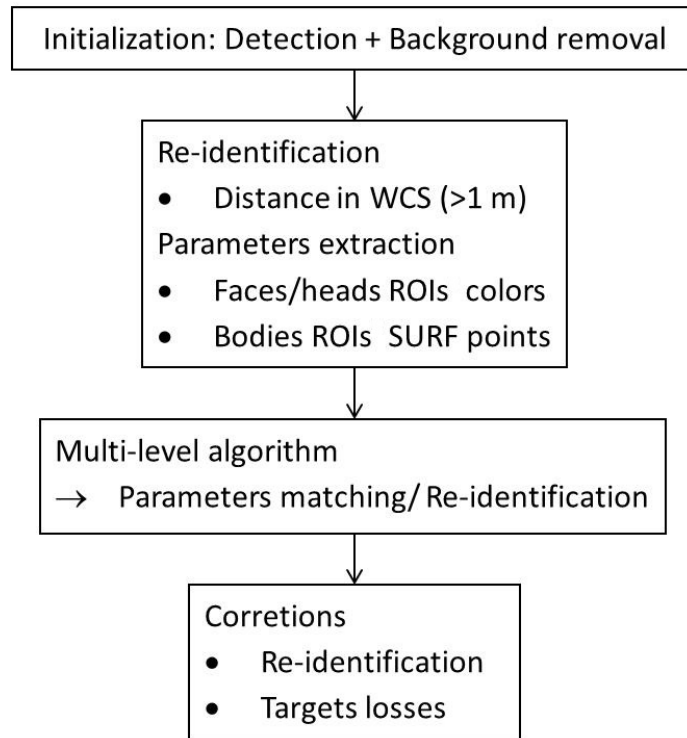 Initialization: Detection + Background removal
Re-identification
• Distance in WCS (>1 m)
Parameters extraction
• Faces/heads ROIs colors
• Bodies ROIs SURF points
Multi-level algorithm
→ Parameters matching/ Re-identification
Corretions
• Re-identification
• Targets losses